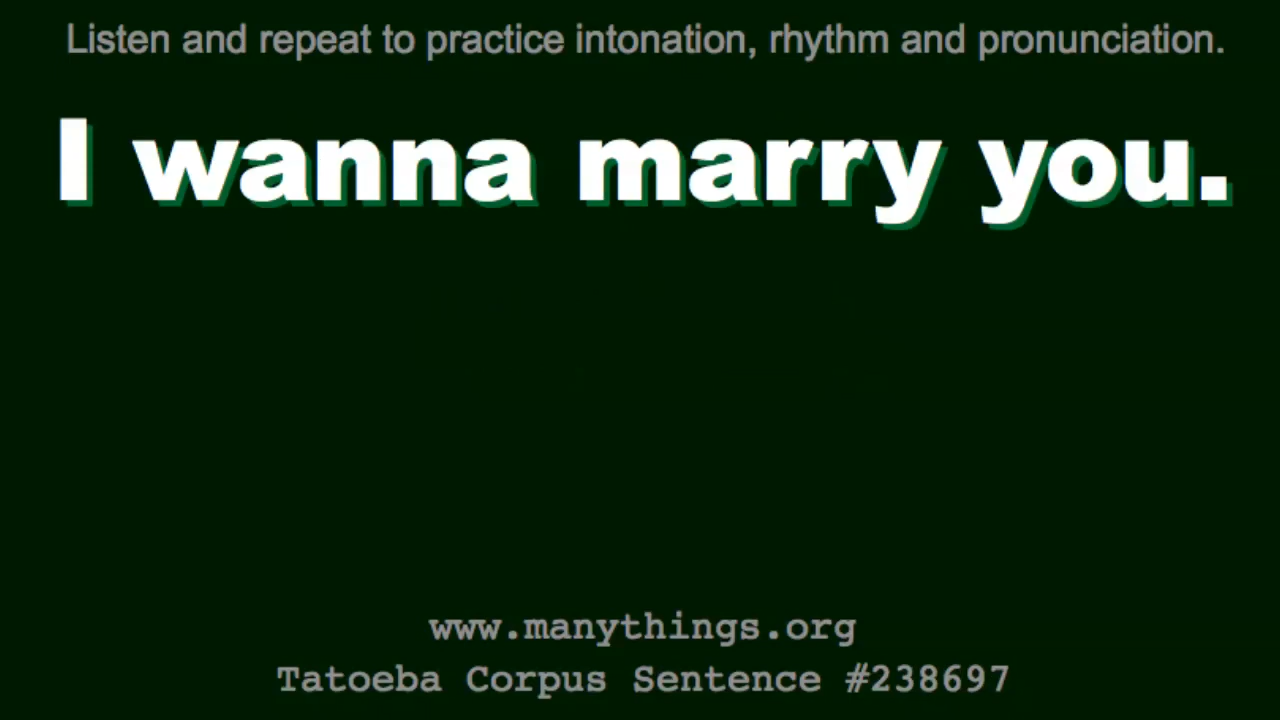 Listen and repeat to practice intonation, rhythm and pronunciation.
I wanna marry you.
www.manythings.org
Tatoeba Corpus Sentence #238697